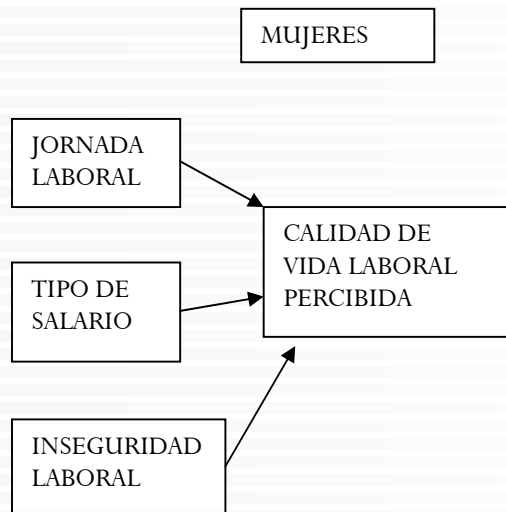 MUJERES
JORNADA
LABORAL
CALIDAD DE
VIDA LABORAL
PERCIBIDA
TIPO DE
SALARIO
INSEGURIDAD
LABORAL